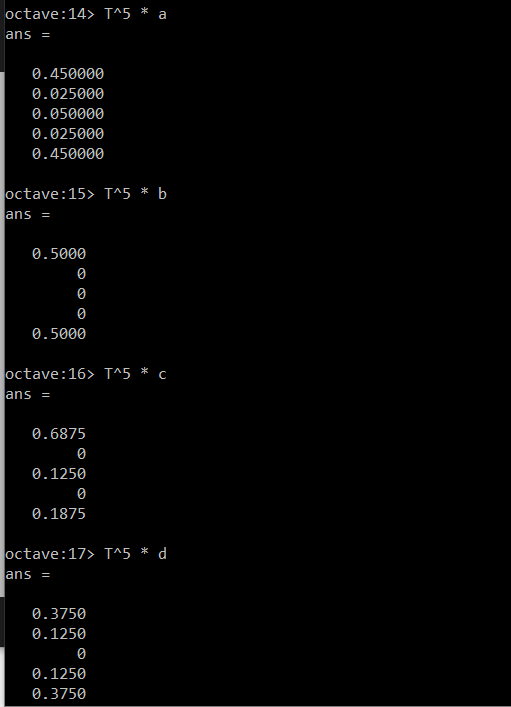 octave:14> T^5 * a
ans =
0.450000
0.025000
0.050000
0.025000
0.450000
octave:15> T^5 * b
ans =
0.5000
0
0
0
0.5000
octave:16> T^5 * c
ans =
0.6875
0
0.1250
0
0.1875
octave:17> T^5 * d
ans =
0.3750
0.1250
0
0.1250
0.3750